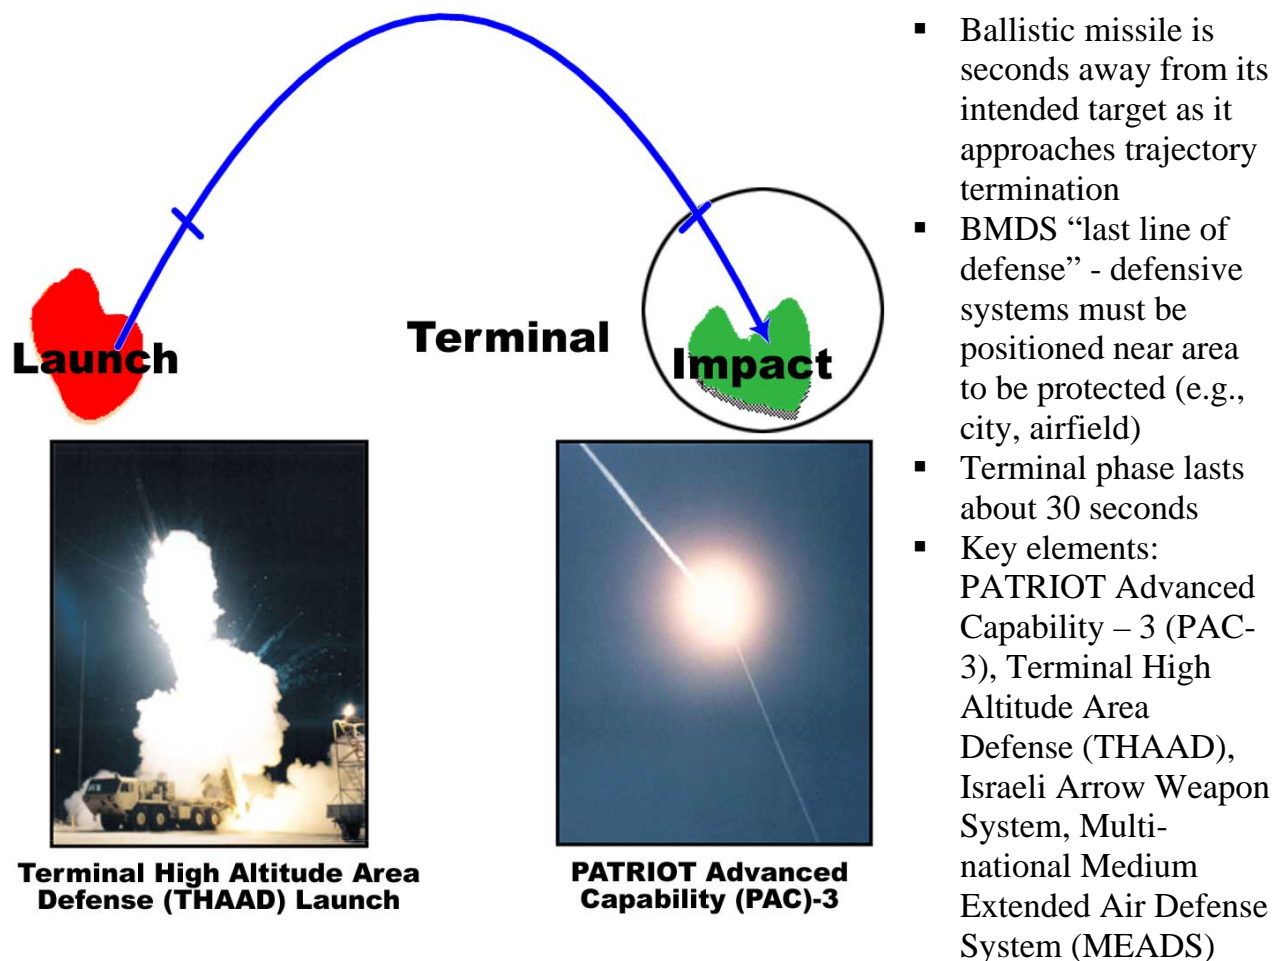 Launch
Terminal
Impact
Terminal High Altitude Area
Defense (THAAD) Launch
PATRIOT Advanced
Capability (PAC)-3
▪ Ballistic missile is
seconds away from its
intended target as it
approaches trajectory
termination
▪ BMDS “last line of
defense” - defensive
systems must be
positioned near area
to be protected (e.g.,
city, airfield)
▪ Terminal phase lasts
about 30 seconds
▪ Key elements:
PATRIOT Advanced
Capability – 3 (PAC-
3), Terminal High
Altitude Area
Defense (THAAD),
Israeli Arrow Weapon
System, Multi-
national Medium
Extended Air Defense
System (MEADS)